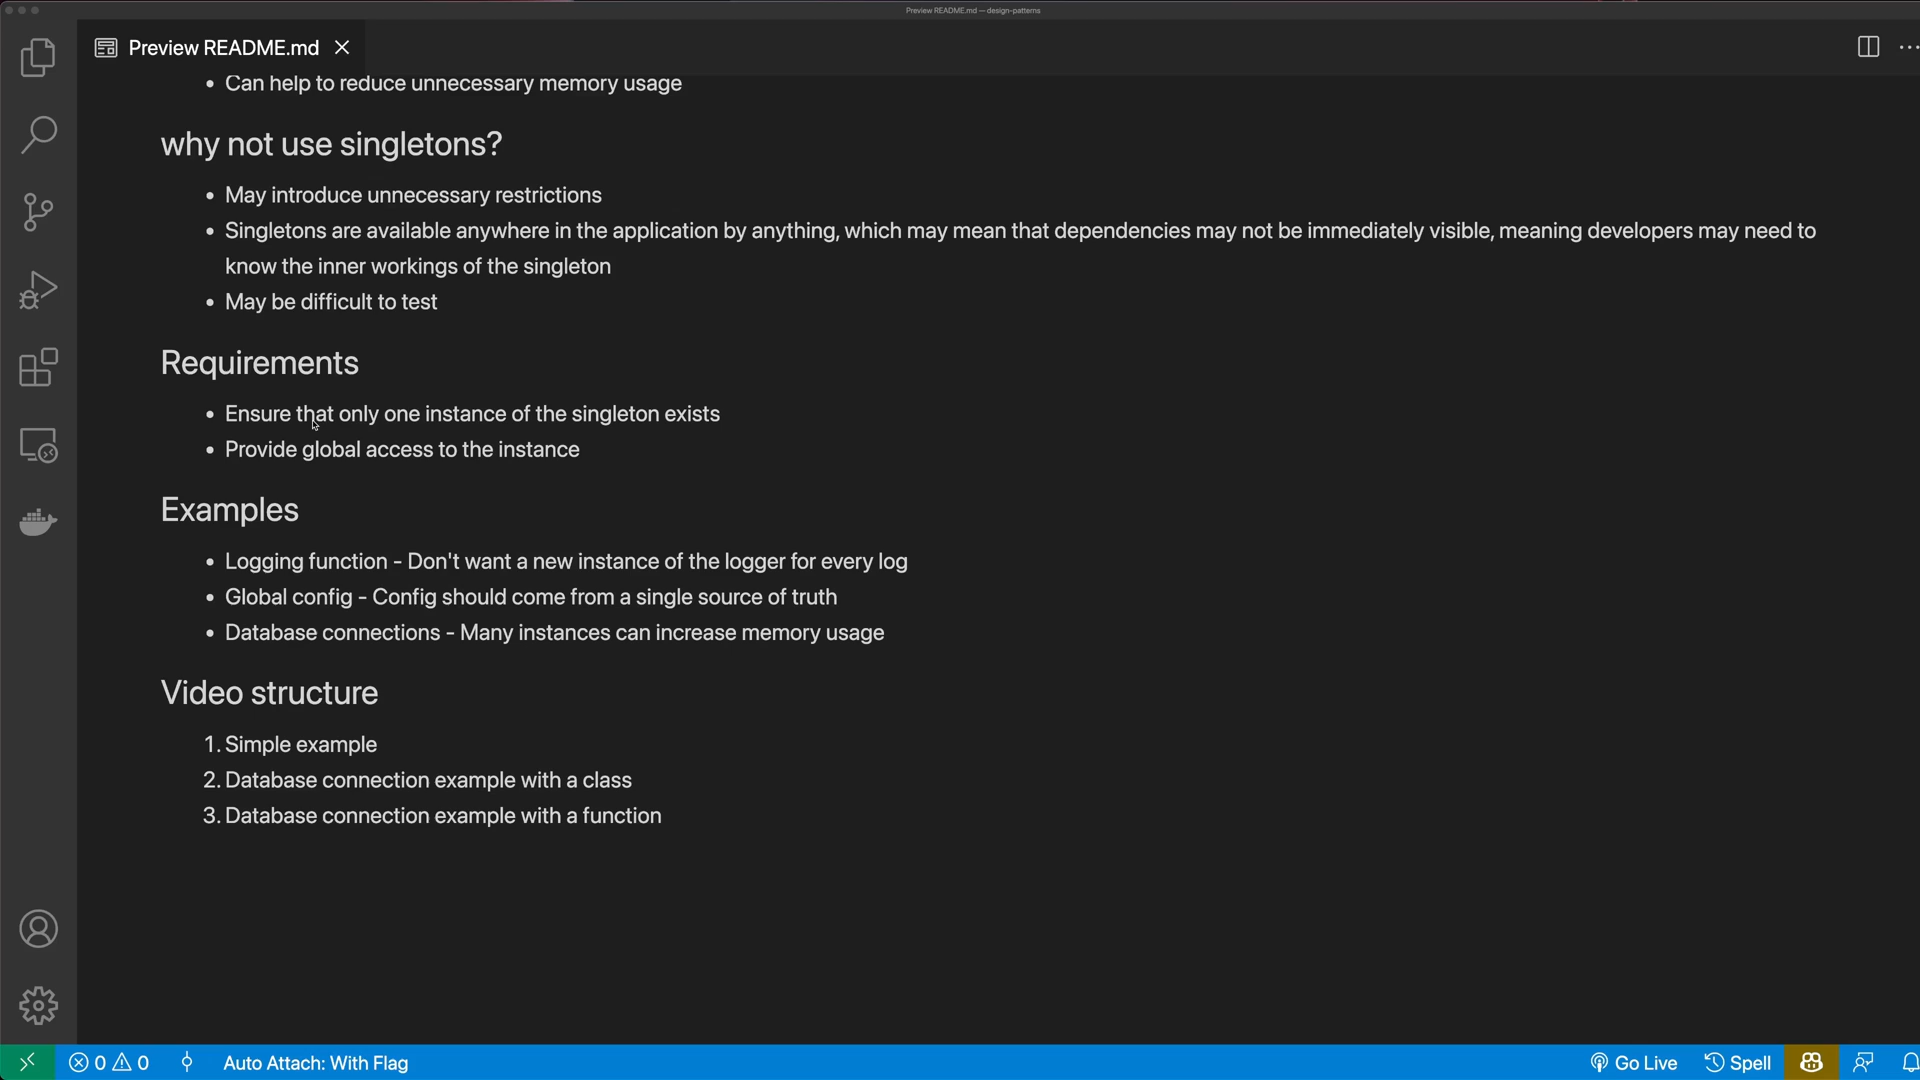 Preview README.md — design-patterns
Preview README.md
• Can help to reduce unnecessary memory usage
why not use singletons?
• May introduce unnecessary restrictions
• Singletons are available anywhere in the application by anything, which may mean that dependencies may not be immediately visible, meaning developers may need to
know the inner workings of the singleton
• May be difficult to test
Requirements
• Ensure that only one instance of the singleton exists
• Provide global access to the instance
Examples
• Logging function - Don't want a new instance of the logger for every log
• Global config - Config should come from a single source of truth
• Database connections - Many instances can increase memory usage
Video structure
1. Simple example
2. Database connection example with a class
3. Database connection example with a function
0 0 Auto Attach: With Flag Go Live Spell